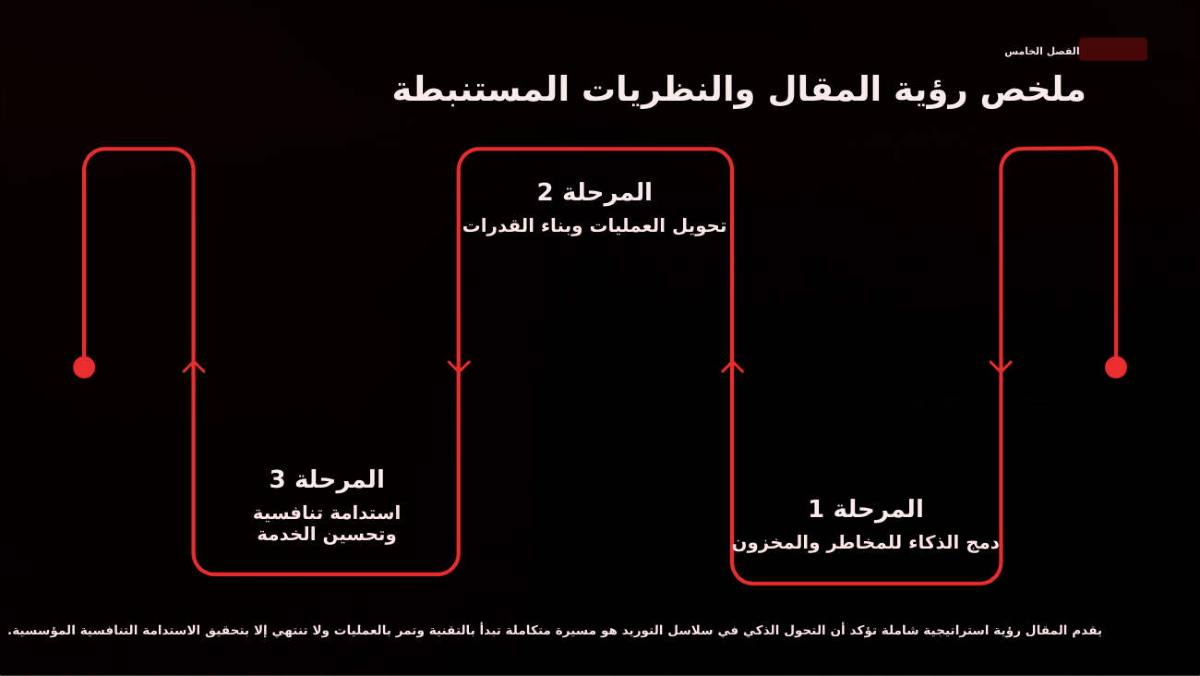 الفصل الخامس
ملخص رؤية المقال والنظريات المستنبطة
المرحلة 1
دمج الذكاء للمخاطر والمخزون
المرحلة 2
تحويل العمليات وبناء القدرات
المرحلة 3
استدامة تنافسية
وتحسين الخدمة
يقدم المقال رؤية استراتيجية شاملة تؤكد أن التحول الذكي في سلاسل التوريد هو مسيرة متكاملة تبدأ بالتقنية وتمر بالعمليات ولا تنتهي إلا بتحقيق الاستدامة التنافسية المؤسسية.